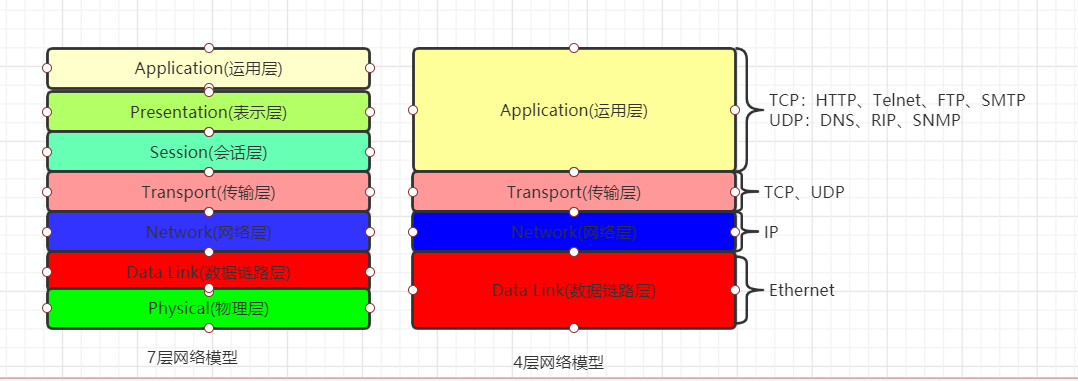 Application(运用层)
Presentation(表示层)
Session(会话层)
Transport(传输层)
Network(网络层)
Data Link(数据链路层)
Physical(物理层)
7层网络模型
Application(运用层)
Transport(传输层)
Network(网络层)
Data Link(数据链路层)
4层网络模型
TCP：HTTP、Telnet、FTP、SMTP
UDP：DNS、RIP、SNMP
TCP、UDP
IP
Ethernet